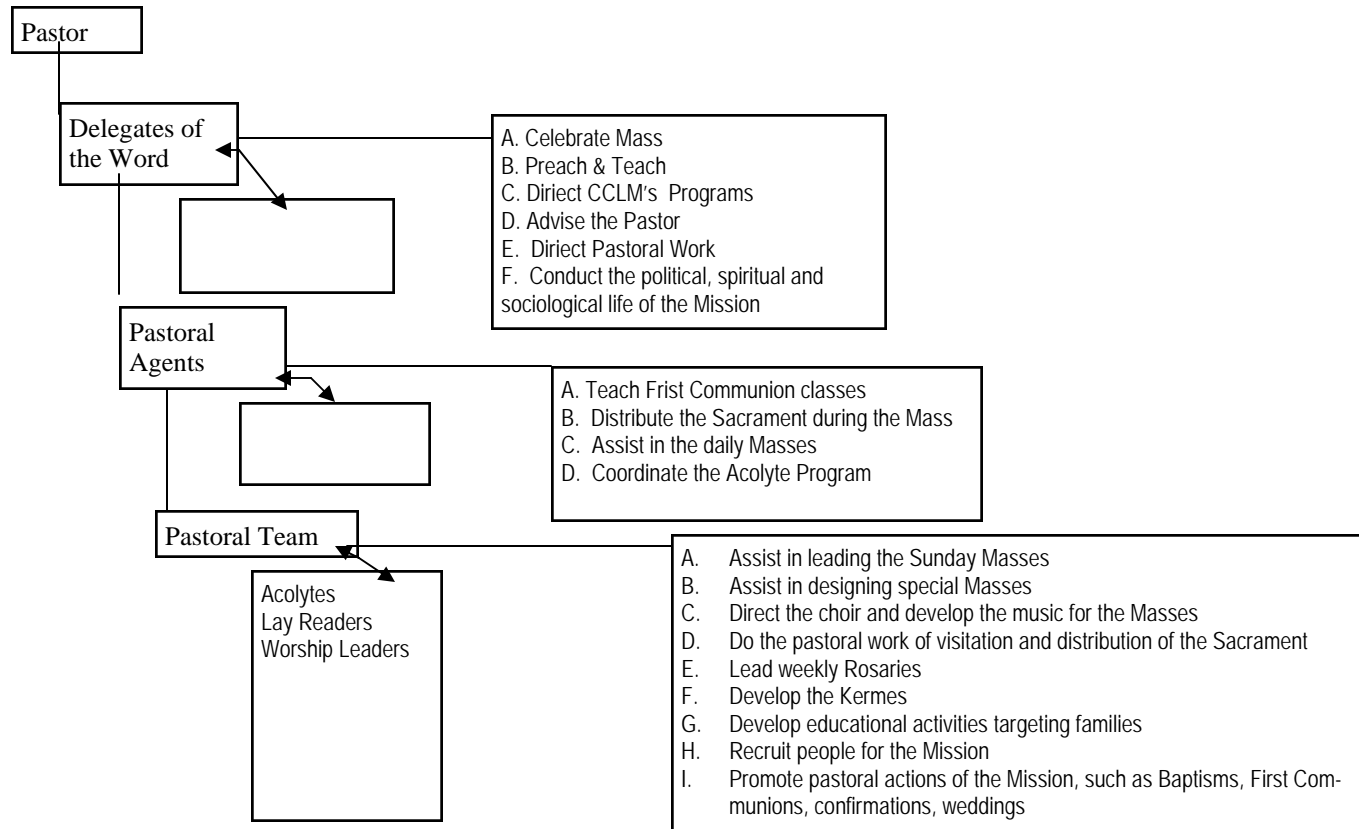 Pastor
Delegates of
the Word
A. Celebrate Mass
B. Preach & Teach
C. Diriect CCLM's  Programs
D. Advise the Pastor
E.  Diriect Pastoral Work
F.  Conduct the political, spiritual and
sociological life of the Mission
Pastoral
Agents
A. Teach Frist Communion classes
B.  Distribute the Sacrament during the Mass
C.  Assist in the daily Masses
D.  Coordinate the Acolyte Program
Pastoral Team
Acolytes
Lay Readers
Worship Leaders
A. Assist in leading the Sunday Masses
B. Assist in designing special Masses
C. Direct the choir and develop the music for the Masses
D. Do the pastoral work of visitation and distribution of the Sacrament
E. Lead weekly Rosaries
F. Develop the Kermes
G. Develop educational activities targeting families
H. Recruit people for the Mission
I. Promote pastoral actions of the Mission, such as Baptisms, First Com-
munions, confirmations, weddings